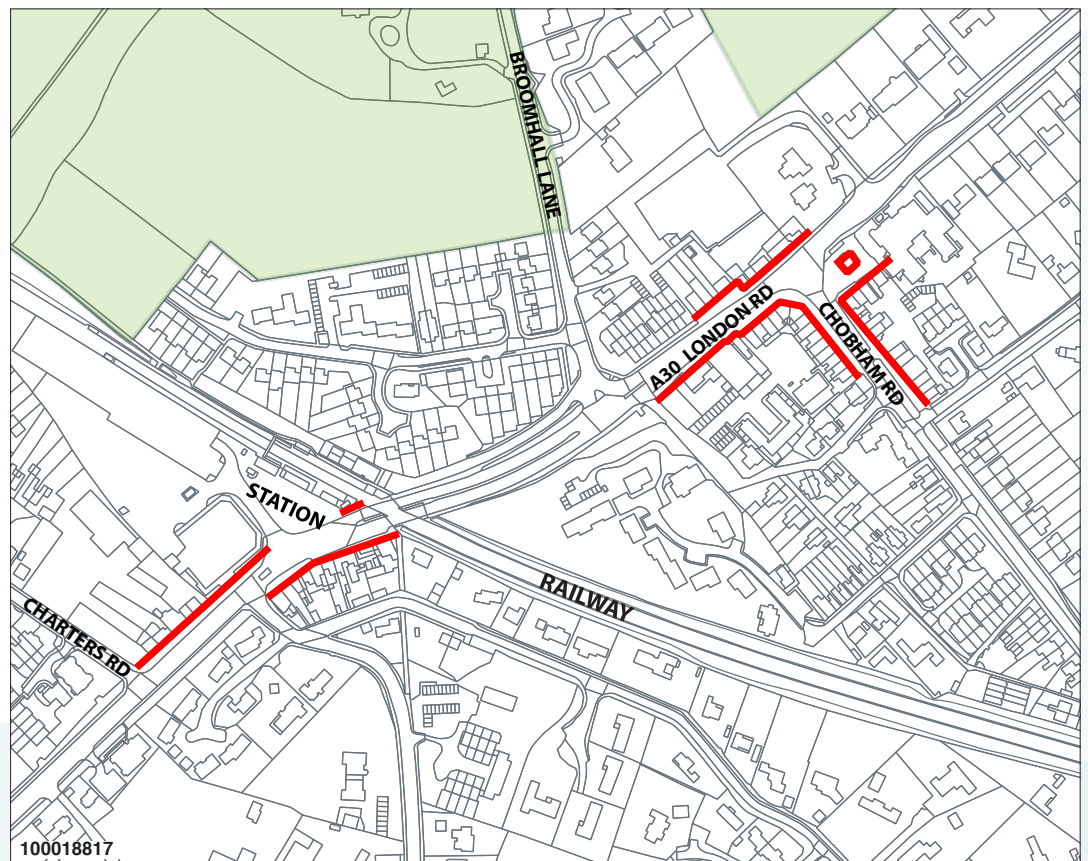 BROOMHALL LANE
A30 LONDON RD
CHOBHAM RD
STATION
RAILWAY
CHARTERS RD
100018817